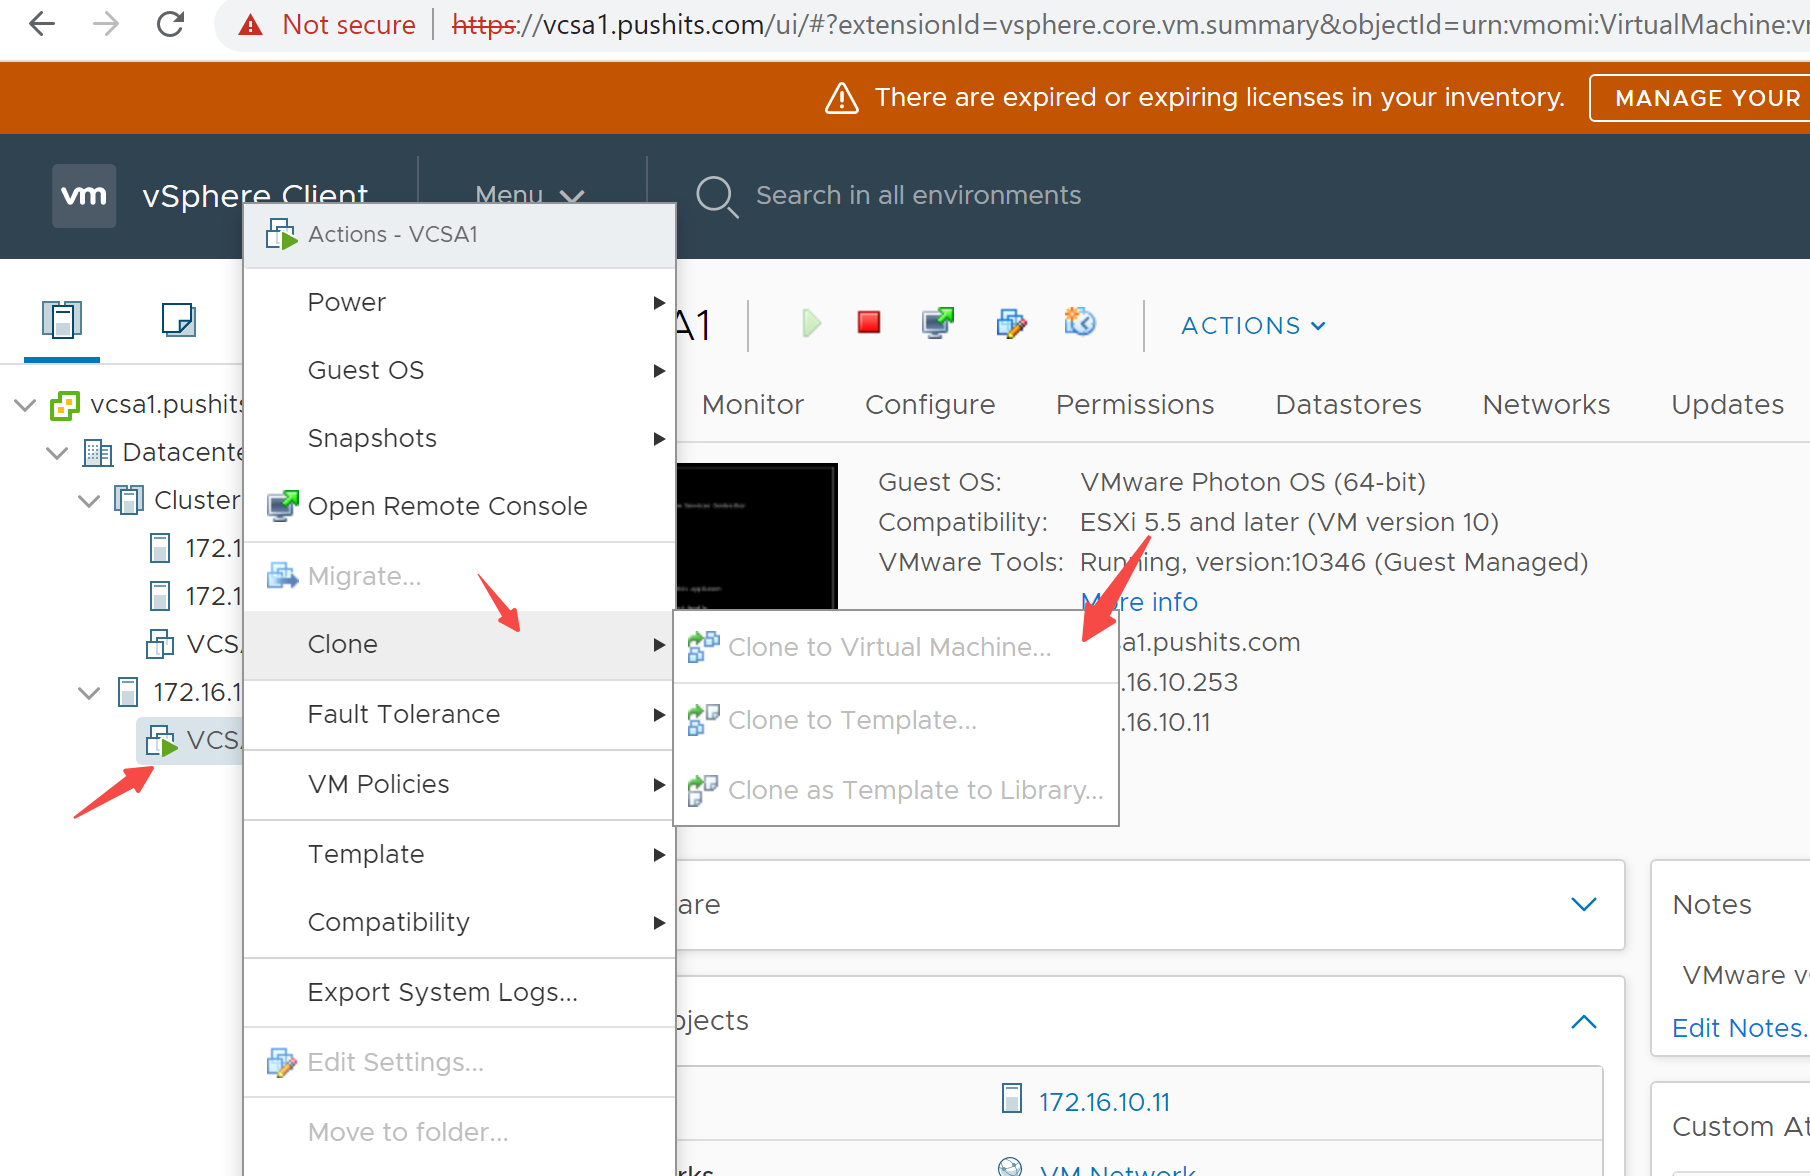 Not secure https://vcsa1.pushits.com/ui/#?extensionId=vsphere.core.vm.summary&objectId=urn:vmomi:VirtualMachine:v
There are expired or expiring licenses in your inventory. MANAGE YOUR
vm vSphere Client Menu Search in all environments
Actions - VCSA1
Power
Guest OS
Snapshots
Open Remote Console
Migrate...
Clone
Fault Tolerance
VM Policies
Template
Compatibility
Export System Logs...
Edit Settings...
Move to folder...
Clone to Virtual Machine...
Clone to Template...
Clone as Template to Library...
vcsa1.pushits
Datacente
Cluster
172.1
172.1
VCSA
172.16.1
VCSA
A1 ACTIONS
Monitor Configure Permissions Datastores Networks Updates
Guest OS: VMware Photon OS (64-bit)
Compatibility: ESXi 5.5 and later (VM version 10)
VMware Tools: Running, version:10346 (Guest Managed)
More info
a1.pushits.com
.16.10.253
.16.10.11
are
Notes
VMware v
Edit Notes.
bjects
172.16.10.11
rks VM Network
Custom At